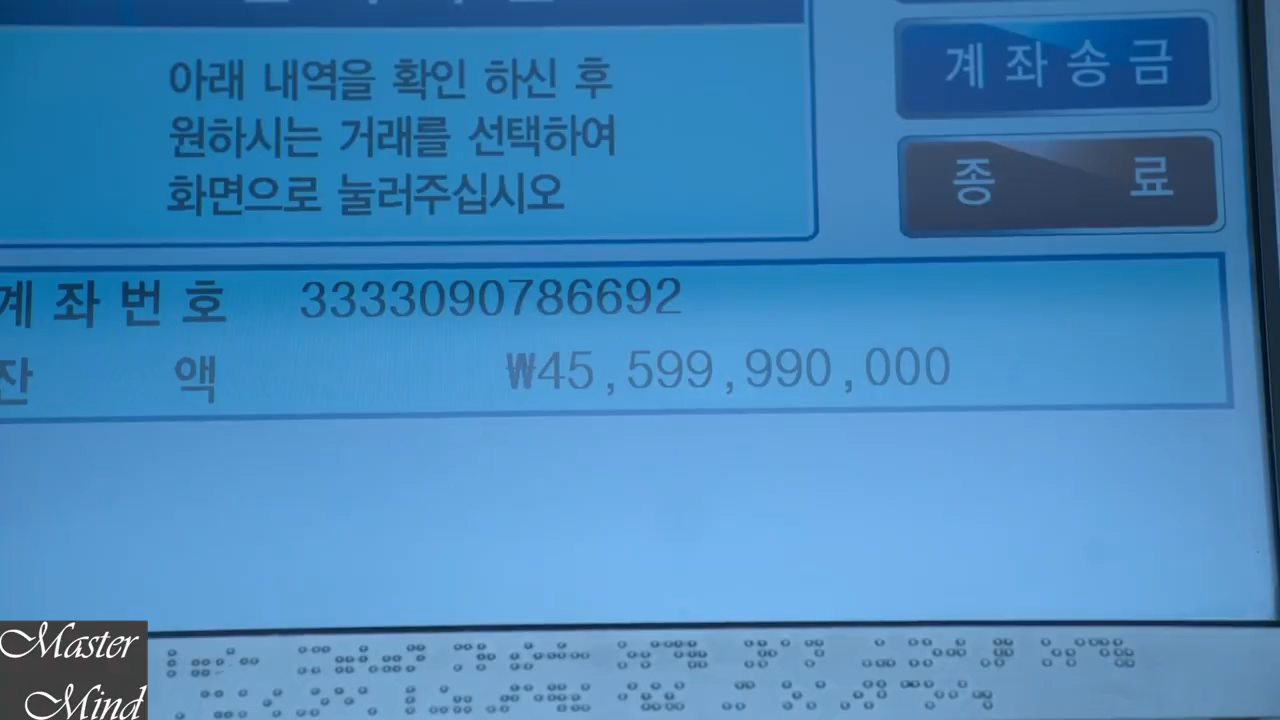 아래 내역을 확인 하신 후
원하시는 거래를 선택하여
화면으로 눌러주십시오
계좌송금
종 료
계좌번호 3333090786692
잔 액 ₩45,599,990,000
Master
Mind